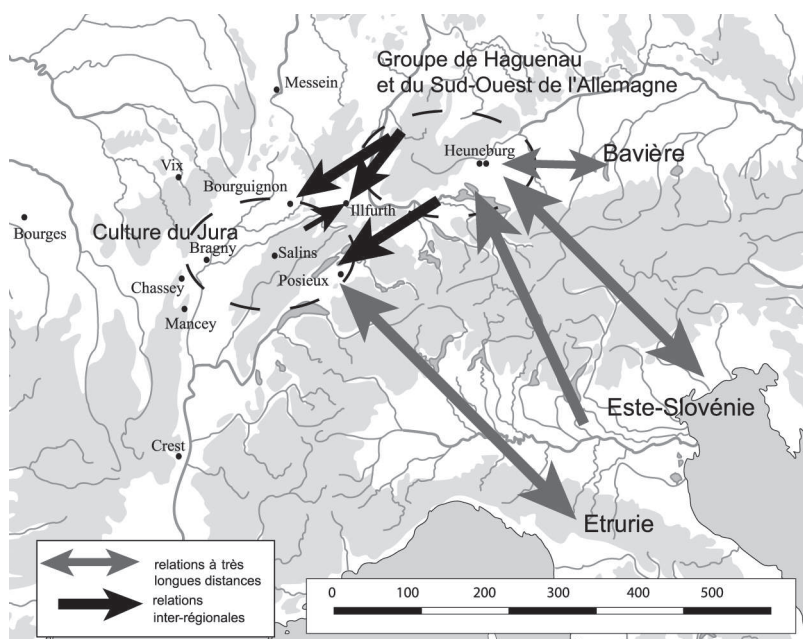 Groupe de Haguenau
et du Sud-Ouest de l'Allemagne
Messein
Heuneburg
Bavière
Vix
Bourguignon
Illfurth
Bourges
Culture du Jura
Bragny
Salins
Posieux
Chassey
Mancey
Este-Slovénie
Crest
Etrurie
relations à très
longues distances
relations
inter-régionales
0 100 200 300 400 500